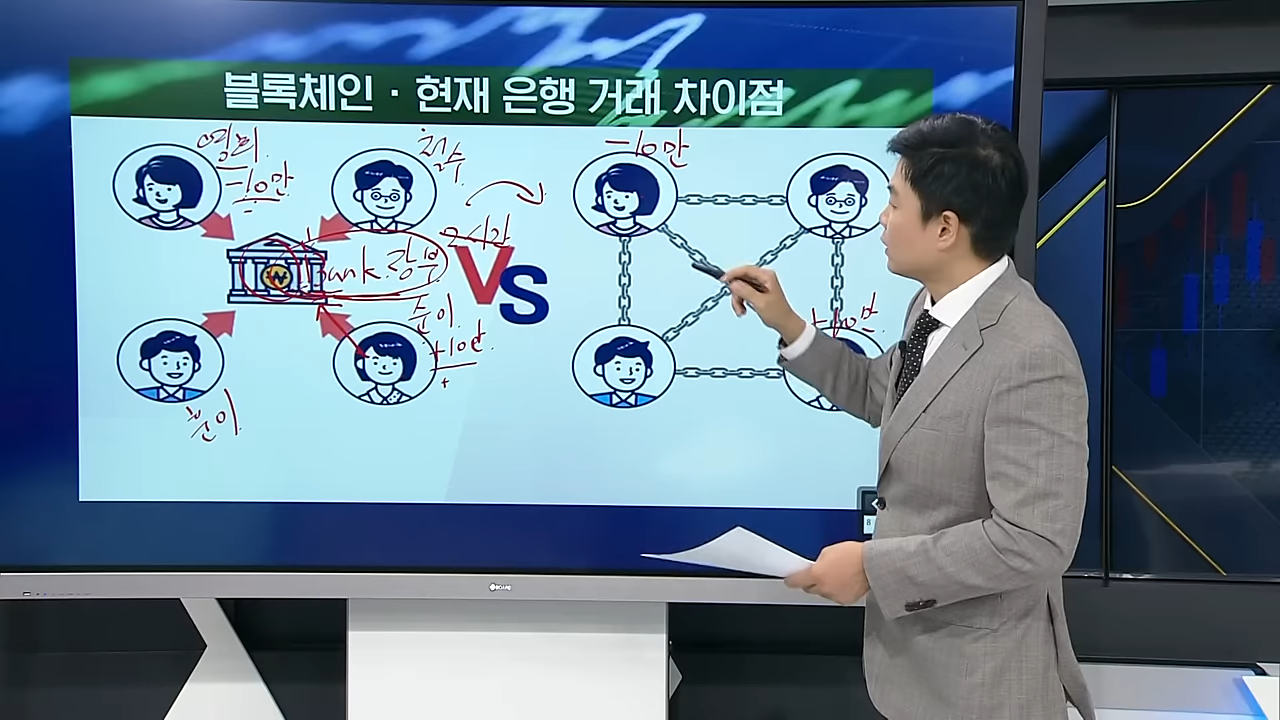 블록체인 · 현재 은행 거래 차이점
영희
-10만
철수
Bank 장부
2시간
VS
순이
+10만
+
훈이
-10만
+10만
8